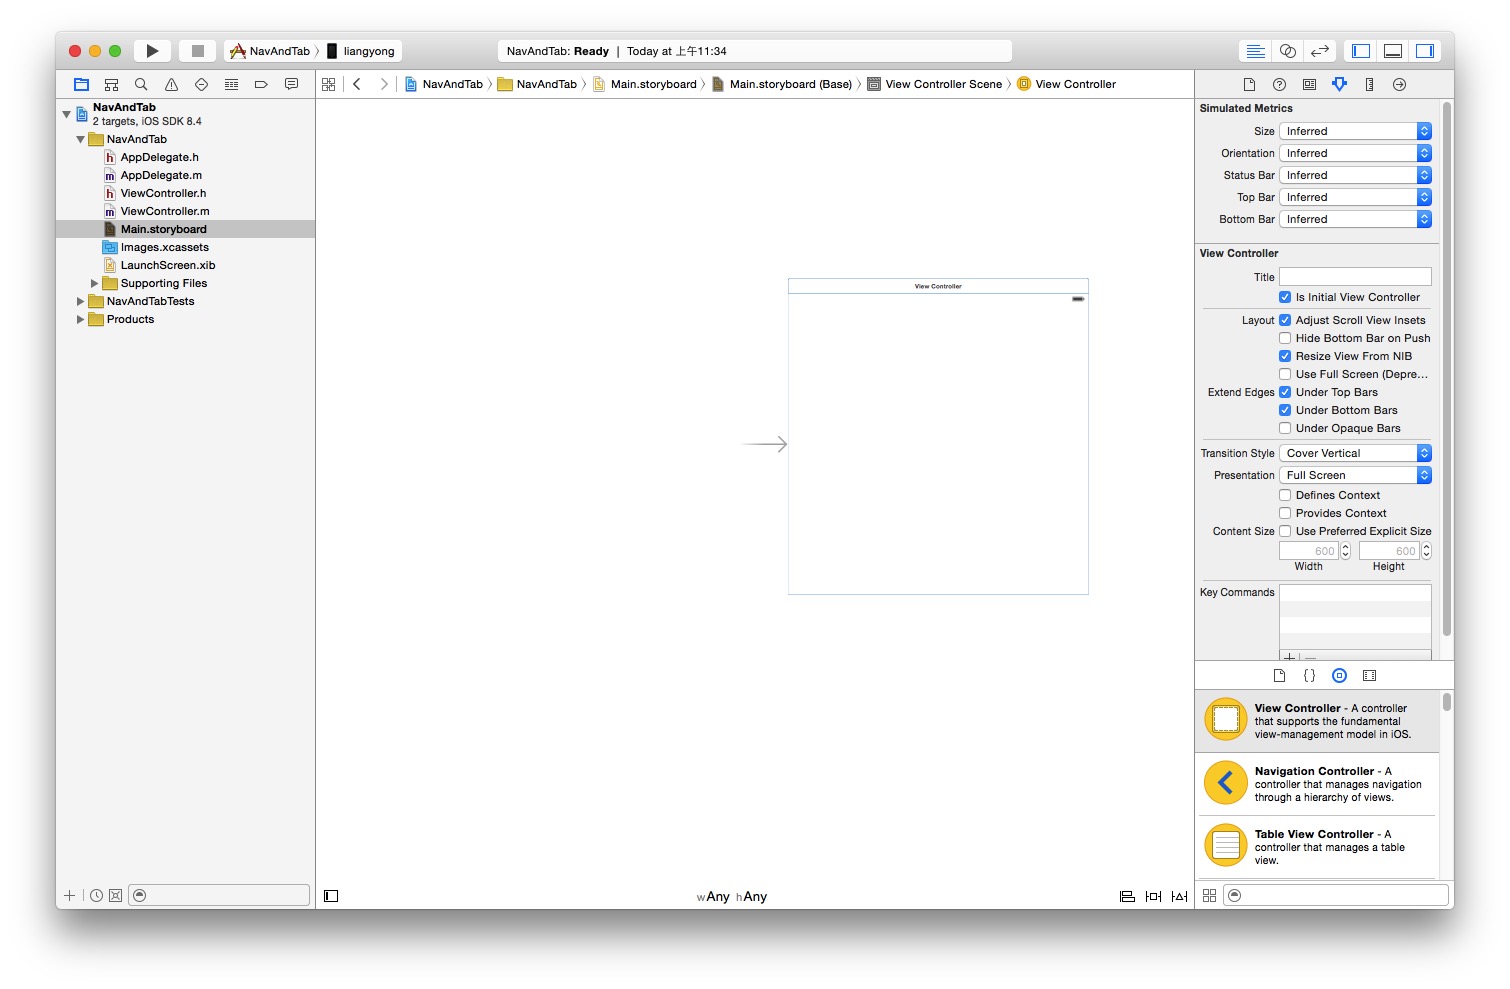 NavAndTab
liangyong
NavAndTab: Ready | Today at 上午11:34
NavAndTab
NavAndTab
Main.storyboard
Main.storyboard (Base)
View Controller Scene
View Controller
NavAndTab
2 targets, iOS SDK 8.4
NavAndTab
AppDelegate.h
AppDelegate.m
ViewController.h
ViewController.m
Main.storyboard
Images.xcassets
LaunchScreen.xib
Supporting Files
NavAndTabTests
Products
View Controller
wAny hAny
Simulated Metrics
Size Inferred
Orientation Inferred
Status Bar Inferred
Top Bar Inferred
Bottom Bar Inferred
View Controller
Title
Is Initial View Controller
Layout Adjust Scroll View Insets
Hide Bottom Bar on Push
Resize View From NIB
Use Full Screen (Depre...
Extend Edges Under Top Bars
Under Bottom Bars
Under Opaque Bars
Transition Style Cover Vertical
Presentation Full Screen
Defines Context
Provides Context
Content Size Use Preferred Explicit Size
600 600
Width Height
Key Commands
View Controller - A controller
that supports the fundamental
view-management model in iOS.
Navigation Controller - A
controller that manages navigation
through a hierarchy of views.
Table View Controller - A
controller that manages a table
view.